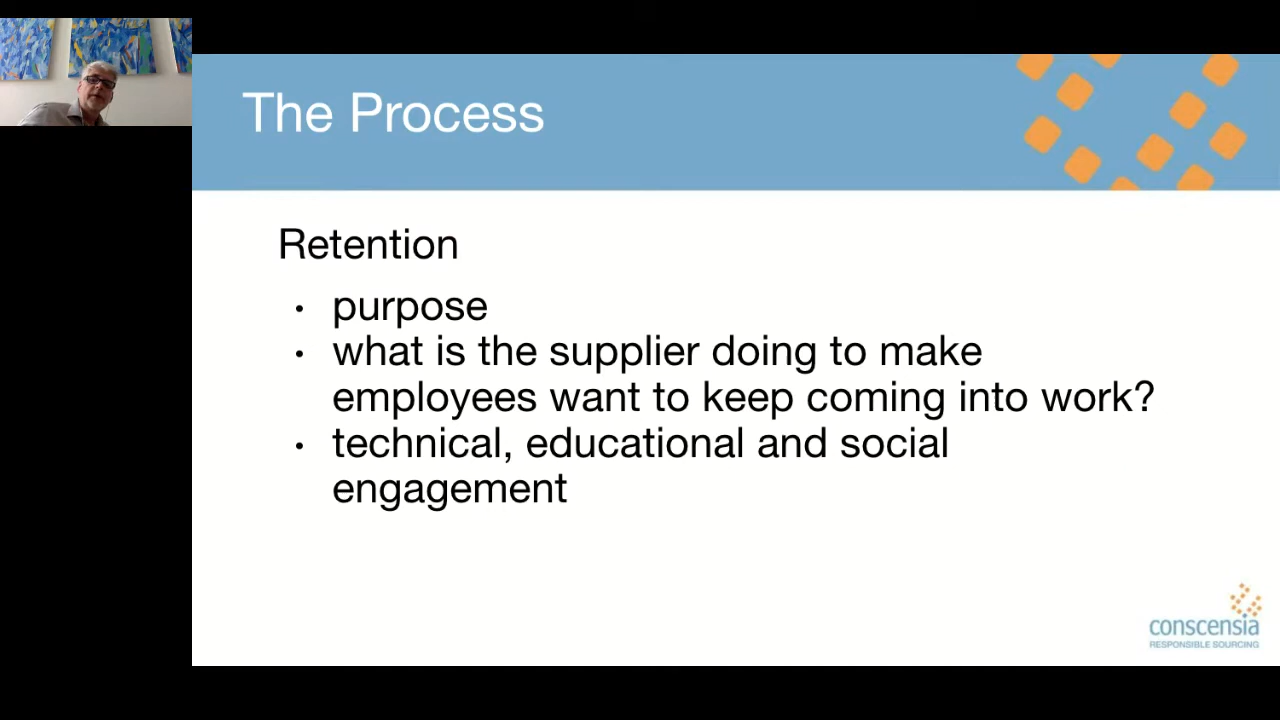 The Process
Retention
• purpose
• what is the supplier doing to make
employees want to keep coming into work?
• technical, educational and social
engagement
conscensia
RESPONSIBLE SOURCING